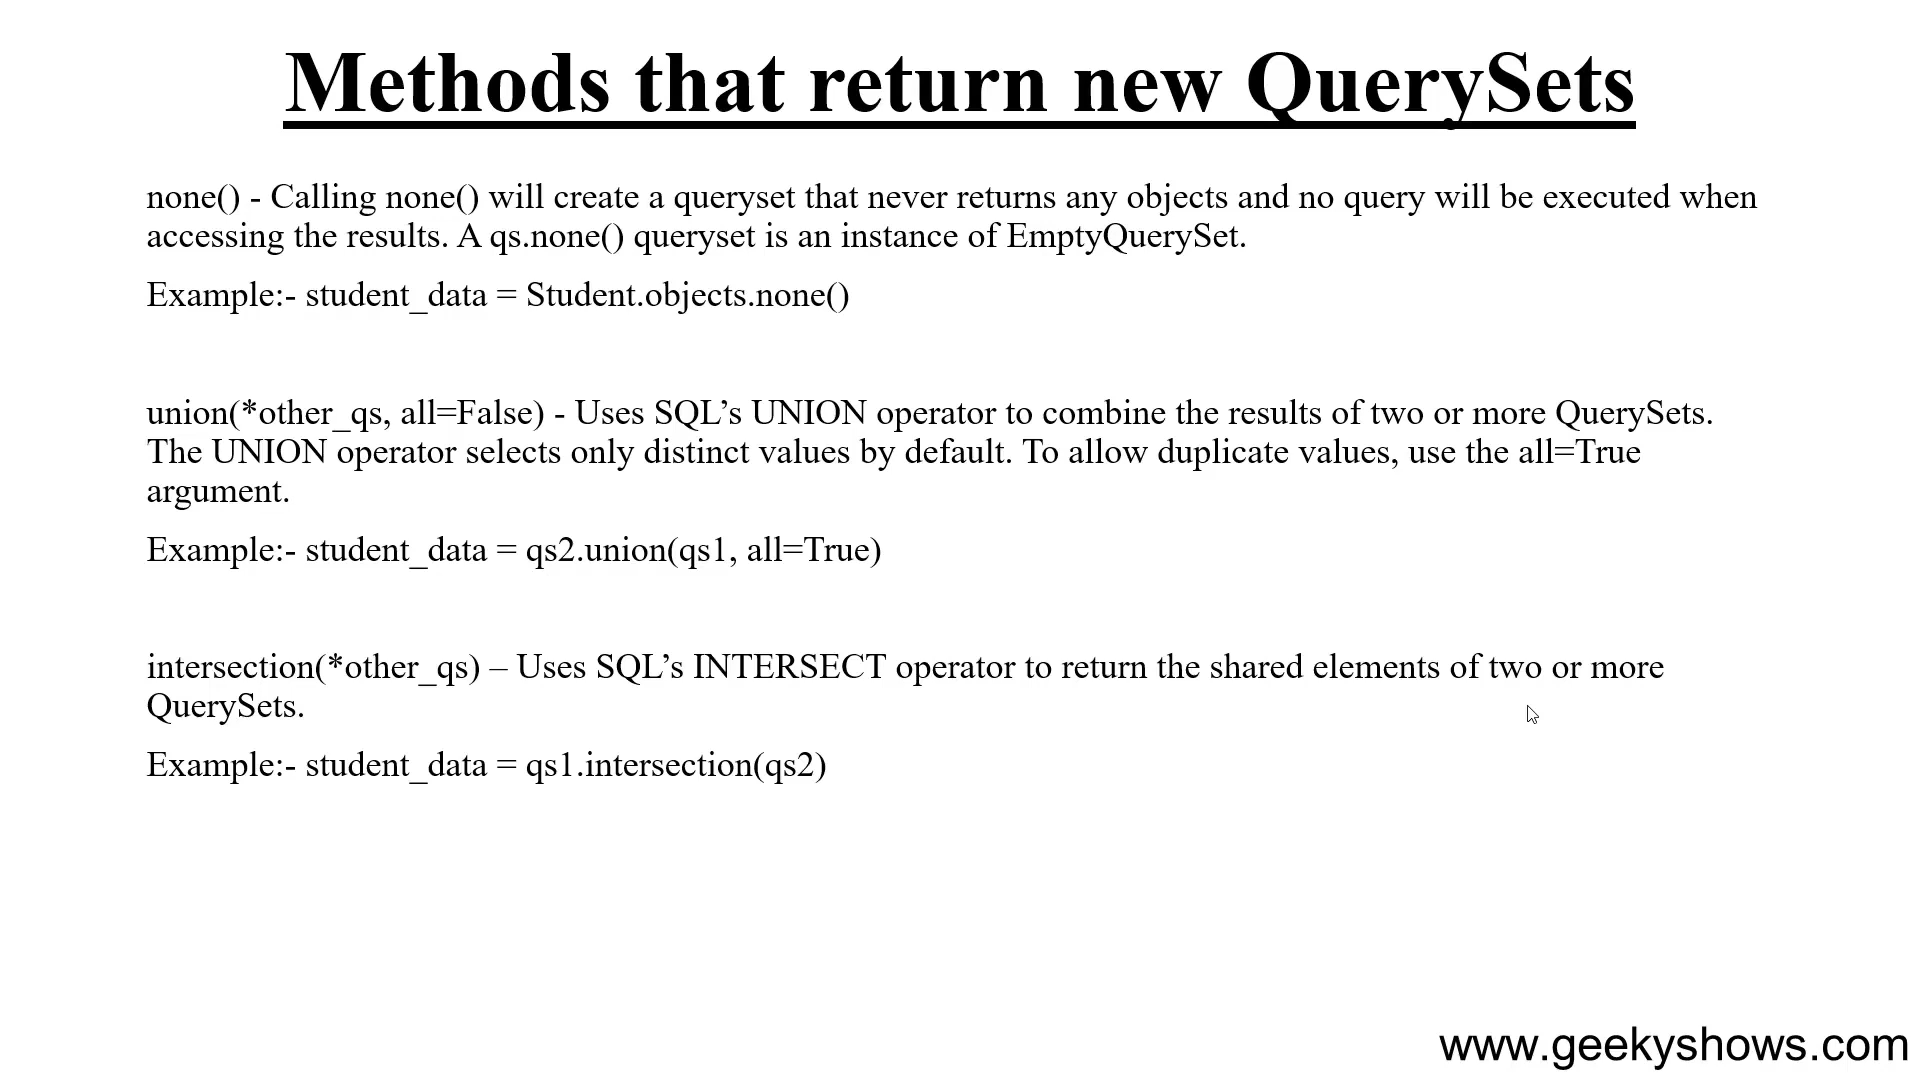 Methods that return new QuerySets
none() - Calling none() will create a queryset that never returns any objects and no query will be executed when
accessing the results. A qs.none() queryset is an instance of EmptyQuerySet.
Example:- student_data = Student.objects.none()
union(*other_qs, all=False) - Uses SQL’s UNION operator to combine the results of two or more QuerySets.
The UNION operator selects only distinct values by default. To allow duplicate values, use the all=True
argument.
Example:- student_data = qs2.union(qs1, all=True)
intersection(*other_qs) – Uses SQL’s INTERSECT operator to return the shared elements of two or more
QuerySets.
Example:- student_data = qs1.intersection(qs2)
www.geekyshows.com